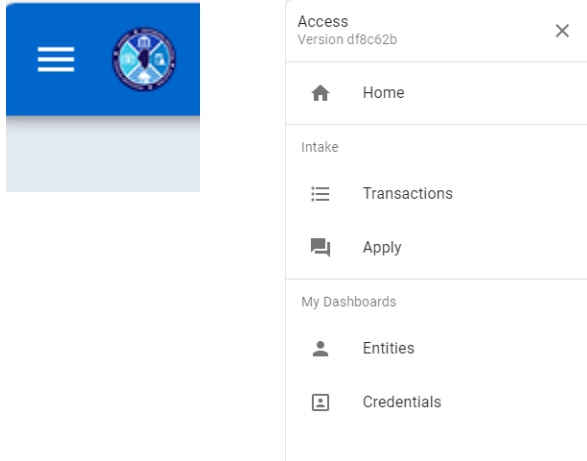 Access
Version df8c62b
Home
Intake
Transactions
Apply
My Dashboards
Entities
Credentials